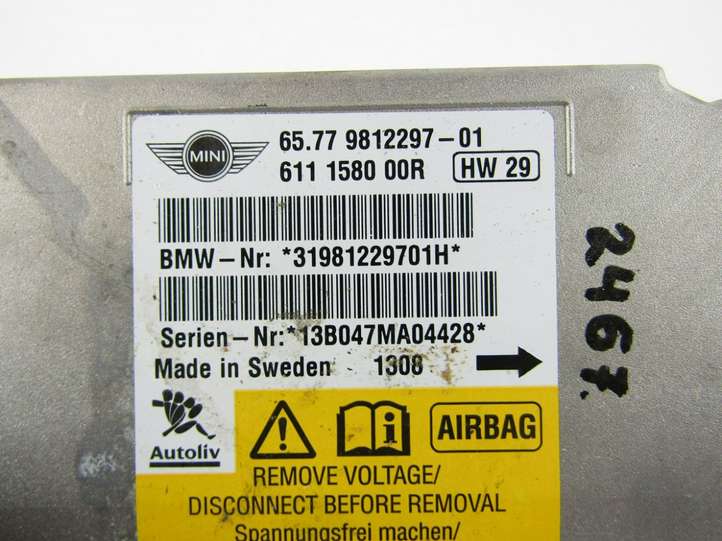 MINI
65.77 9812297-01
611 1580 00R HW 29
BMW-Nr: *31981229701H*
Serien-Nr:*13B047MA04428*
Made in Sweden 1308
Autoliv
i
AIRBAG
REMOVE VOLTAGE/
DISCONNECT BEFORE REMOVAL
Spannungsfrei machen/
2467.